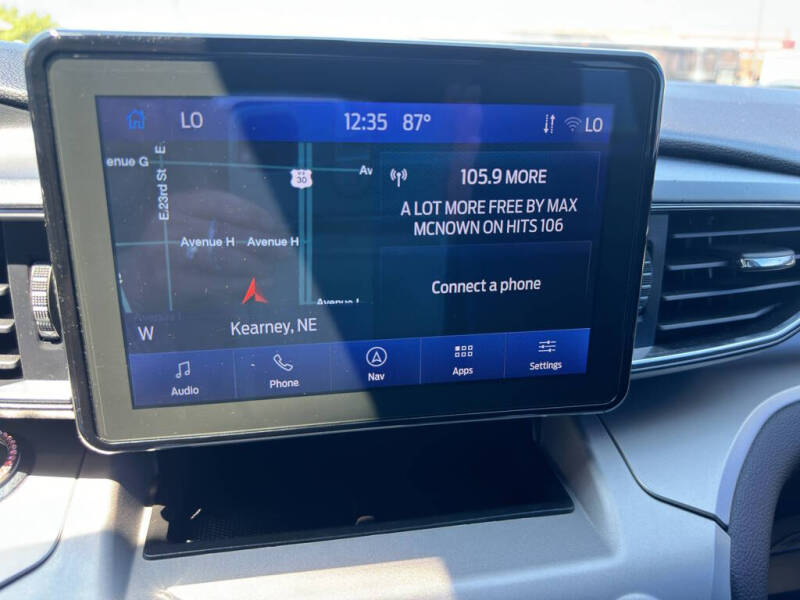 LO 12:35 87° LO
enue G
E.23rd St E.
U S
30
Av
Avenue H Avenue H
W
Kearney, NE
105.9 MORE
A LOT MORE FREE BY MAX
MCNOWN ON HITS 106
Connect a phone
Audio Phone Nav Apps Settings